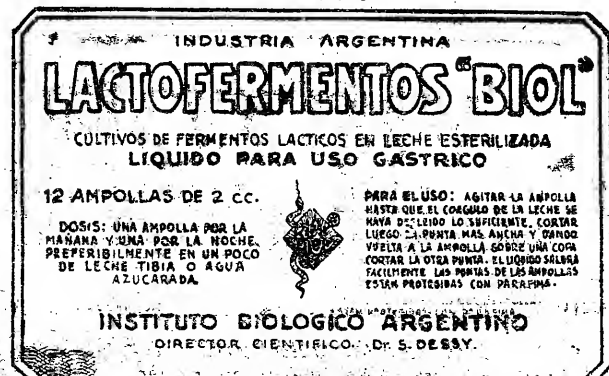 INDUSTRIA ARGENTINA
LACTOFERMENTOS "BIOL"
CULTIVOS DE FERMENTOS LACTICOS EN LECHE ESTERILIZADA
LIQUIDO PARA USO GASTRICO
12 AMPOLLAS DE 2 CC.
DOSIS: UNA AMPOLLA POR LA
MAÑANA Y UNA POR LA NOCHE,
PREFERIBILMENTE EN UN POCO
DE LECHE TIBIA O AGUA
AZUCARADA
PARA EL USO: AGITAR LA AMPOLLA
HASTA QUE EL COAGULO DE LA LECHE SE
HAYA DESLEIDO LO SUFICIENTE, CORTAR
LUEGO LA PUNTA MAS ANCHA Y DANDO
VUELTA A LA AMPOLLA SOBRE UNA COPA
CORTAR LA OTRA PUNTA. EL LIQUIDO SALDRA
FACILMENTE LAS PUNTAS DE LAS AMPOLLAS
ESTAN PROTEGIDAS CON PARAFINA.
INSTITUTO BIOLOGICO ARGENTINO
DIRECTOR CIENTIFICO: Dr. S. DESSY.